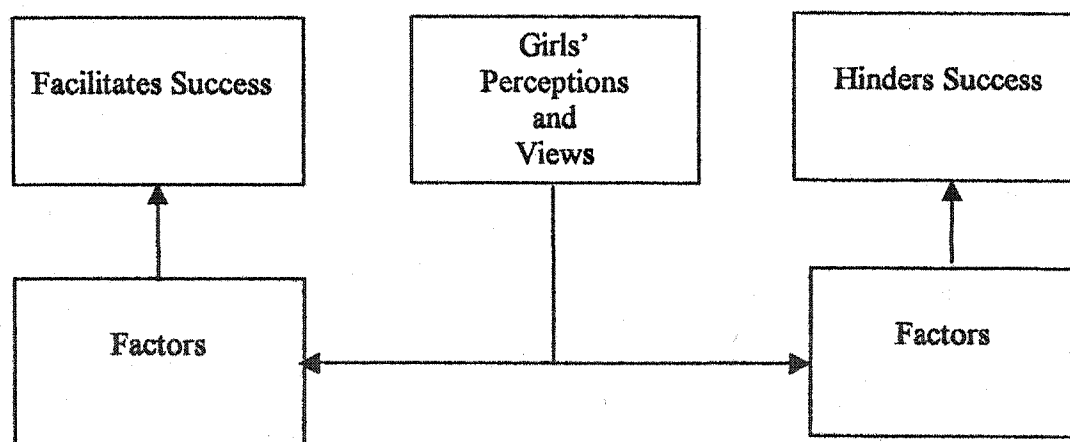 Facilitates Success
Girls’
Perceptions
and
Views
Hinders Success
Factors
Factors